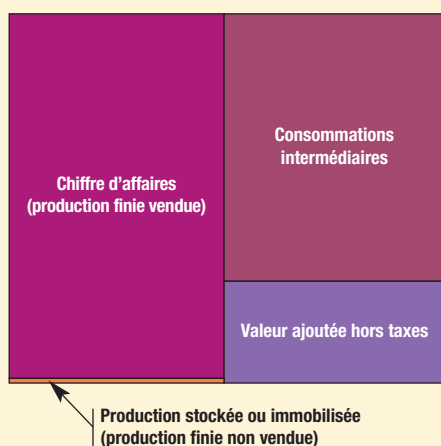 Chiffre d'affaires
(production finie vendue)
Consommations
intermédiaires
Valeur ajoutée hors taxes
Production stockée ou immobilisée
(production finie non vendue)